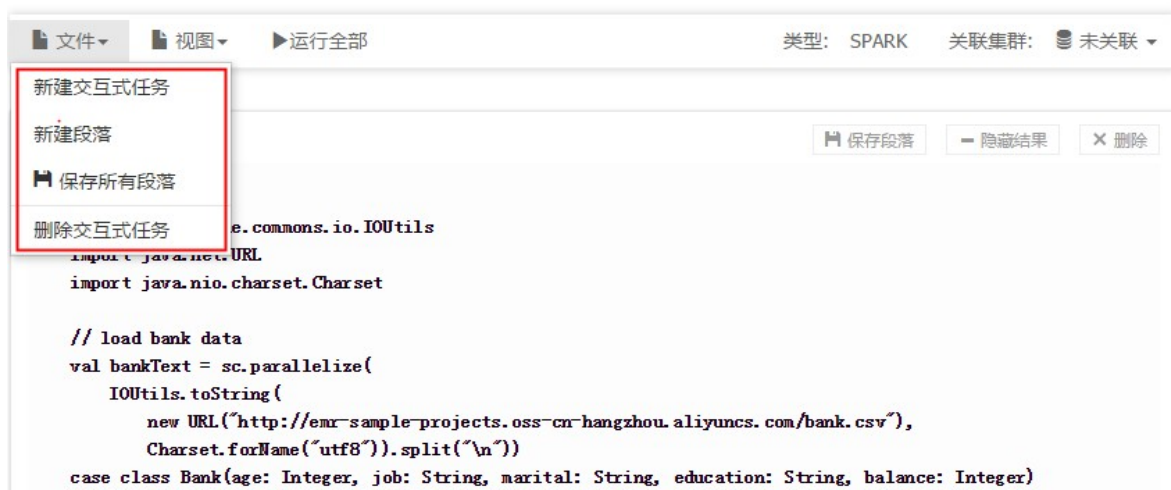 文件 视图 运行全部 类型: SPARK 关联集群: 未关联
新建交互式任务
新建段落
保存所有段落
删除交互式任务
保存段落 隐藏结果 删除
e.commons.io.IOUtils
import java.net.URL
import java.nio.charset.Charset
// load bank data
val bankText = sc.parallelize(
IOUtils.toString(
new URL("http://emr-sample-projects.oss-cn-hangzhou.aliyuncs.com/bank.csv"),
Charset.forName("utf8")).split("\n"))
case class Bank(age: Integer, job: String, marital: String, education: String, balance: Integer)